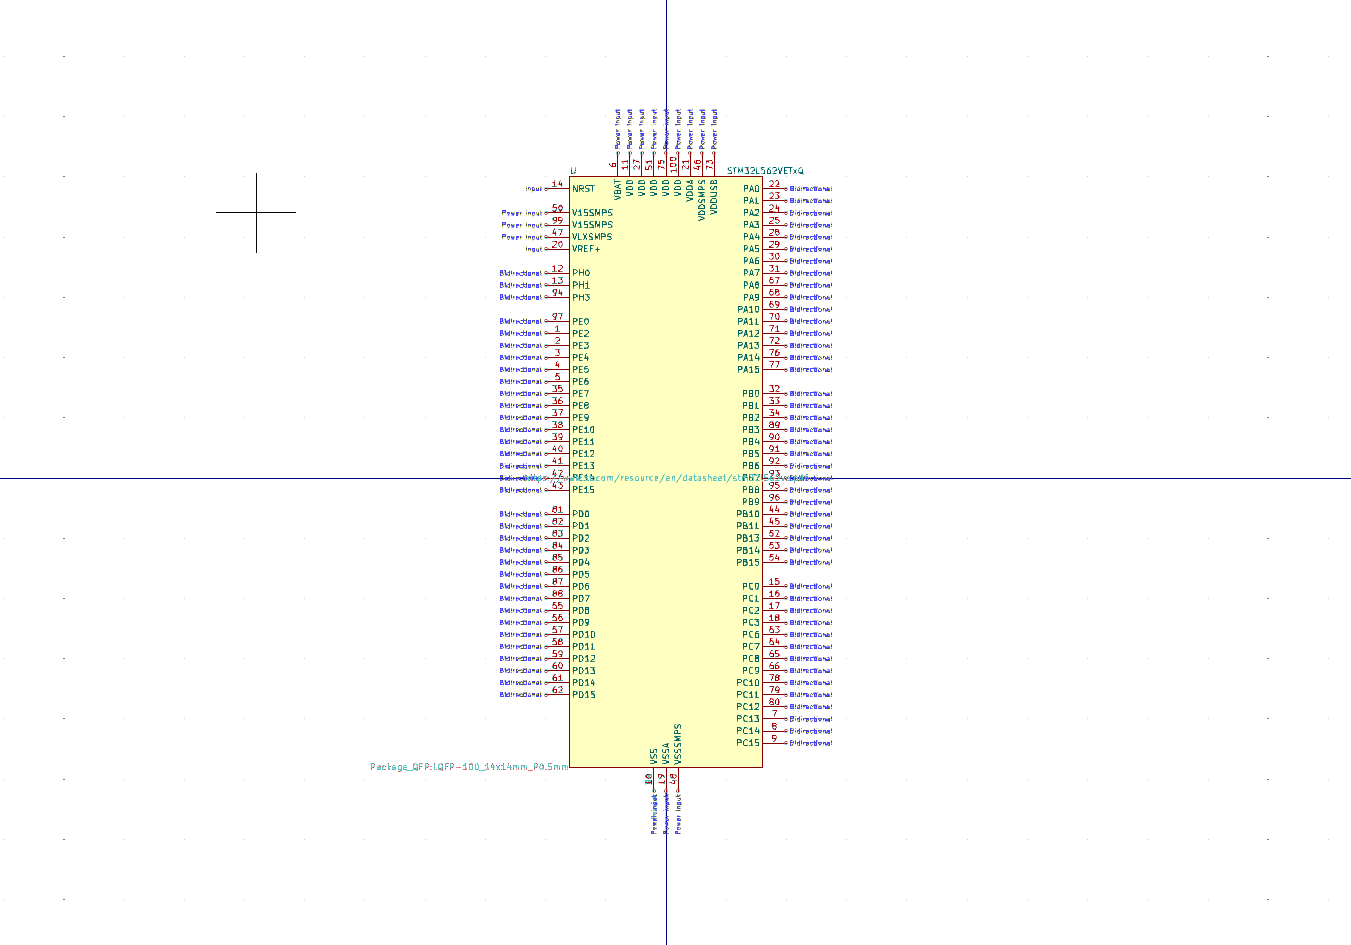 Power Input Power Input Power Input Power Input Power Input Power Input Power Input Power Input Power Input
6 11 27 51 75 100 21 46 73
U STM32L562VETxQ
VBAT VDD VDD VDD VDD VDD VDDA VDDSMPS VDDUSB
Input 14 NRST PA0 22 Bidirectional
PA1 23 Bidirectional
Power Input 50 V15SMPS PA2 24 Bidirectional
Power Input 99 V15SMPS PA3 25 Bidirectional
Power Input 47 VLXSMPS PA4 28 Bidirectional
Input 20 VREF+ PA5 29 Bidirectional
PA6 30 Bidirectional
Bidirectional 12 PH0 PA7 31 Bidirectional
Bidirectional 13 PH1 PA8 67 Bidirectional
Bidirectional 94 PH3 PA9 68 Bidirectional
PA10 69 Bidirectional
Bidirectional 97 PE0 PA11 70 Bidirectional
Bidirectional 1 PE2 PA12 71 Bidirectional
Bidirectional 2 PE3 PA13 72 Bidirectional
Bidirectional 3 PE4 PA14 76 Bidirectional
Bidirectional 4 PE5 PA15 77 Bidirectional
Bidirectional 5 PE6
Bidirectional 35 PE7 PB0 32 Bidirectional
Bidirectional 36 PE8 PB1 33 Bidirectional
Bidirectional 37 PE9 PB2 34 Bidirectional
Bidirectional 38 PE10 PB3 89 Bidirectional
Bidirectional 39 PE11 PB4 90 Bidirectional
Bidirectional 40 PE12 PB5 91 Bidirectional
Bidirectional 41 PE13 PB6 92 Bidirectional
Bidirectional 42 PE14 PB7 93 Bidirectional
Bidirectional 43 PE15 PB8 95 Bidirectional
PB9 96 Bidirectional
Bidirectional 81 PD0 PB10 44 Bidirectional
Bidirectional 82 PD1 PB11 45 Bidirectional
Bidirectional 83 PD2 PB13 52 Bidirectional
Bidirectional 84 PD3 PB14 53 Bidirectional
Bidirectional 85 PD4 PB15 54 Bidirectional
Bidirectional 86 PD5
Bidirectional 87 PD6 PC0 15 Bidirectional
Bidirectional 88 PD7 PC1 16 Bidirectional
Bidirectional 55 PD8 PC2 17 Bidirectional
Bidirectional 56 PD9 PC3 18 Bidirectional
Bidirectional 57 PD10 PC6 63 Bidirectional
Bidirectional 58 PD11 PC7 64 Bidirectional
Bidirectional 59 PD12 PC8 65 Bidirectional
Bidirectional 60 PD13 PC9 66 Bidirectional
Bidirectional 61 PD14 PC10 78 Bidirectional
Bidirectional 62 PD15 PC11 79 Bidirectional
PC12 80 Bidirectional
PC13 7 Bidirectional
PC14 8 Bidirectional
PC15 9 Bidirectional
VSS VSSA VSSSMPS
Package_QFP:LQFP-100_14x14mm_P0.5mm
19 48
Power Input Power Input